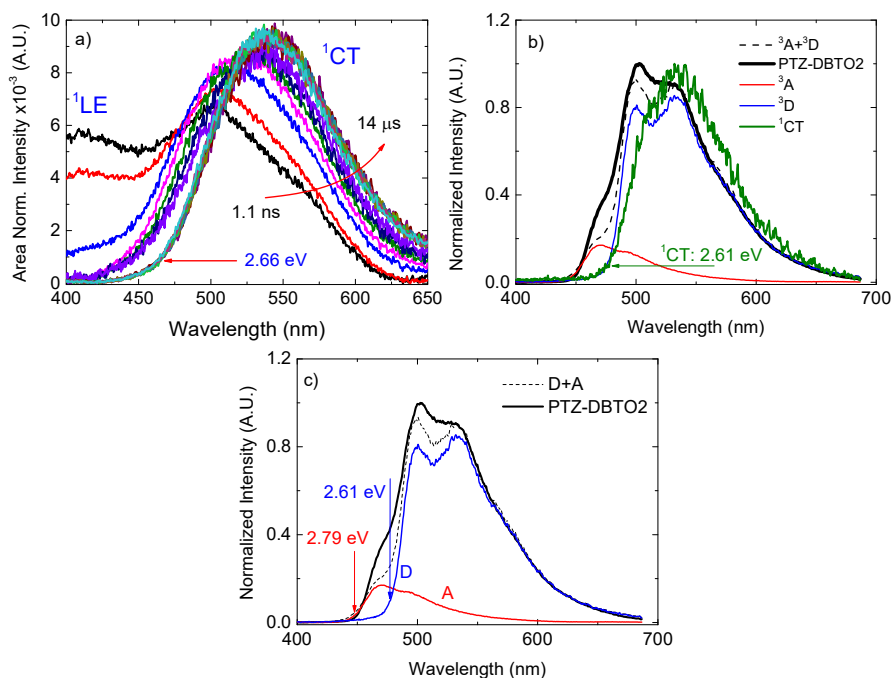 a)
¹LE
¹CT
14 μs
1.1 ns
2.66 eV
Area Norm. Intensity x10⁻³ (A.U.)
0
2
4
6
8
10
400 450 500 550 600 650
Wavelength (nm)
b)
³A+³D
PTZ-DBTO2
³A
³D
¹CT
¹CT: 2.61 eV
Normalized Intensity (A.U.)
0.0
0.4
0.8
1.2
400 500 600 700
Wavelength (nm)
c)
D+A
PTZ-DBTO2
2.61 eV
2.79 eV
D
A
Normalized Intensity (A.U.)
0.0
0.4
0.8
1.2
400 500 600 700
Wavelength (nm)